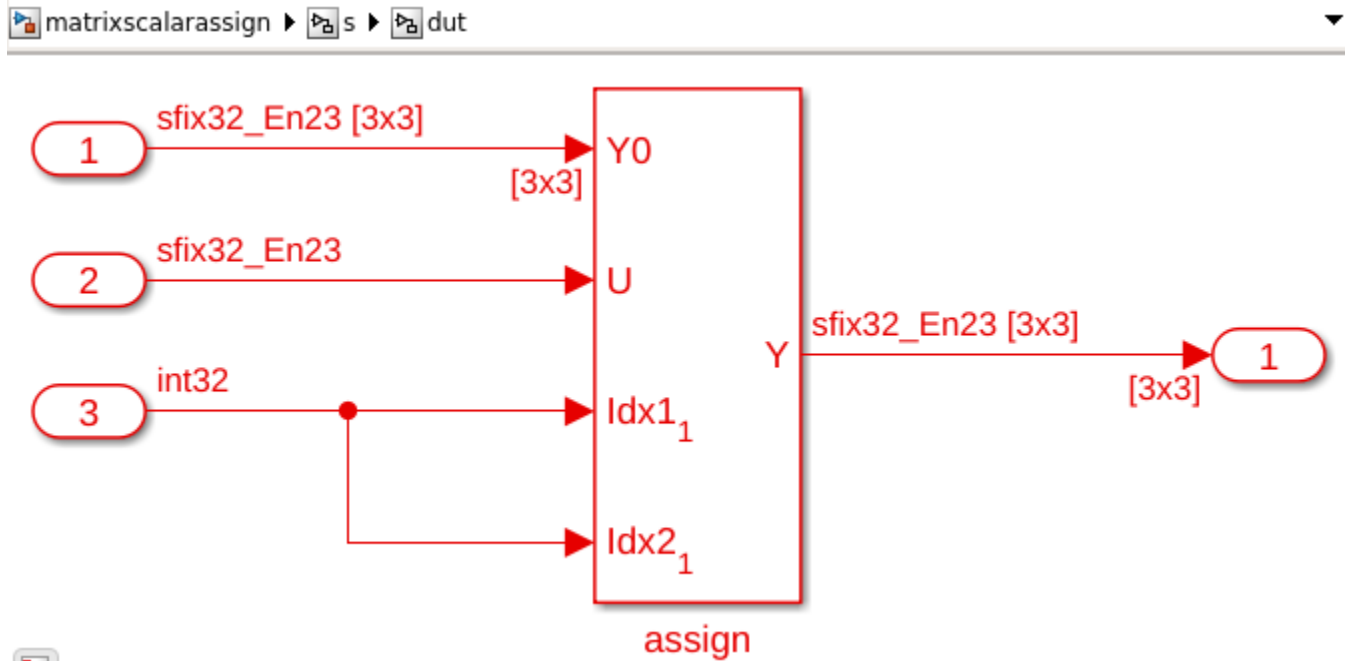 matrixscalarassign s dut
sfix32_En23 [3x3]
1
Y0
[3x3]
sfix32_En23
2
U
sfix32_En23 [3x3]
Y
1
[3x3]
int32
3
Idx1 1
Idx2 1
assign